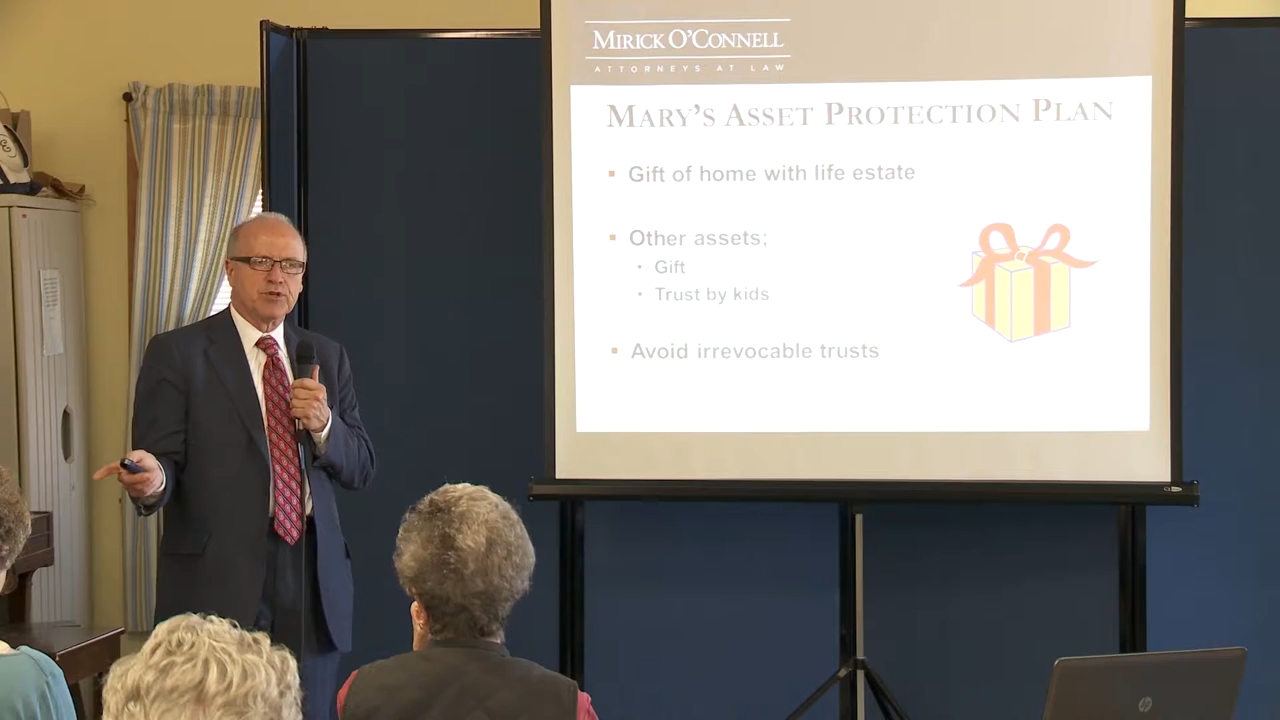 MIRICK O'CONNELL
ATTORNEYS AT LAW
MARY'S ASSET PROTECTION PLAN
Gift of home with life estate
Other assets;
Gift
Trust by kids
Avoid irrevocable trusts
hp